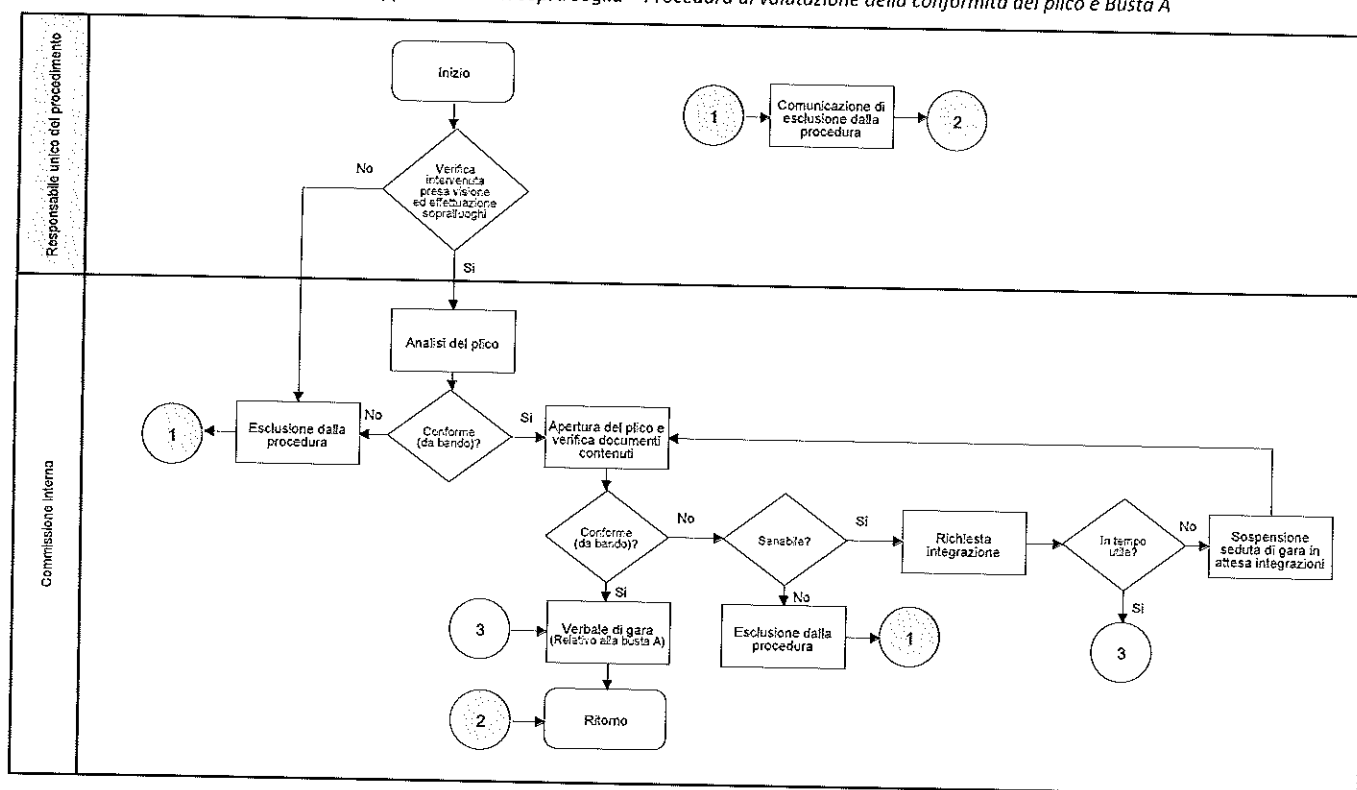 Procedura di valutazione della conformità del plico e Busta A
Responsabile unico del procedimento
Inizio
1
Comunicazione di
esclusione dalla
procedura
2
No
Verifica
intervenuta
presa visione
ed effettuazione
sopralluoghi
Si
Commissione Interna
Analisi del plico
1
Esclusione dalla
procedura
No
Conforme
(da bando)?
Si
Apertura del plico e
verifica documenti
contenuti
Conforme
(da bando)?
No
Sanabile?
Si
Richiesta
integrazione
In tempo
utile?
No
Sospensione
seduta di gara in
attesa integrazioni
Si
No
Si
3
Verbale di gara
(Relativo alla busta A)
Esclusione dalla
procedura
1
3
2
Ritorno